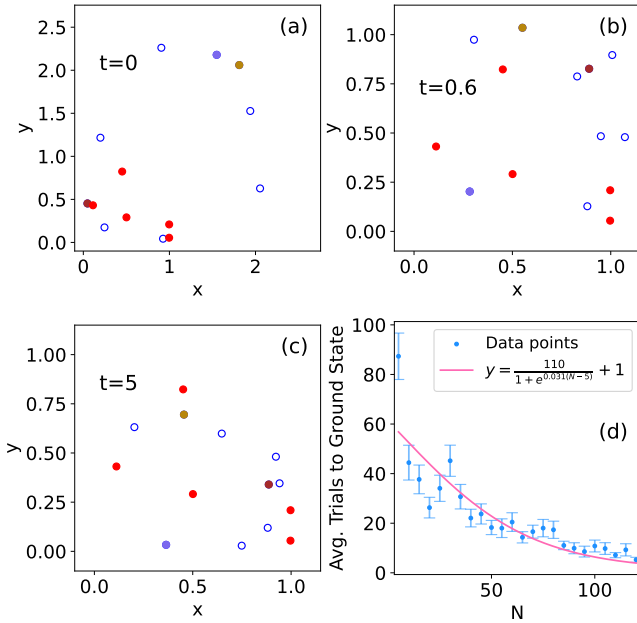 (a)
t=0
2.5
2.0
1.5
1.0
0.5
0.0
y
0 1 2
x
(b)
t=0.6
1.00
0.75
0.50
0.25
0.00
y
0.0 0.5 1.0
x
(c)
t=5
1.00
0.75
0.50
0.25
0.00
y
0.0 0.5 1.0
x
100
80
60
40
20
0
Avg. Trials to Ground State
Data points
y = \frac{110}{1 + e^{0.031(N−5)}} + 1
(d)
50 100
N